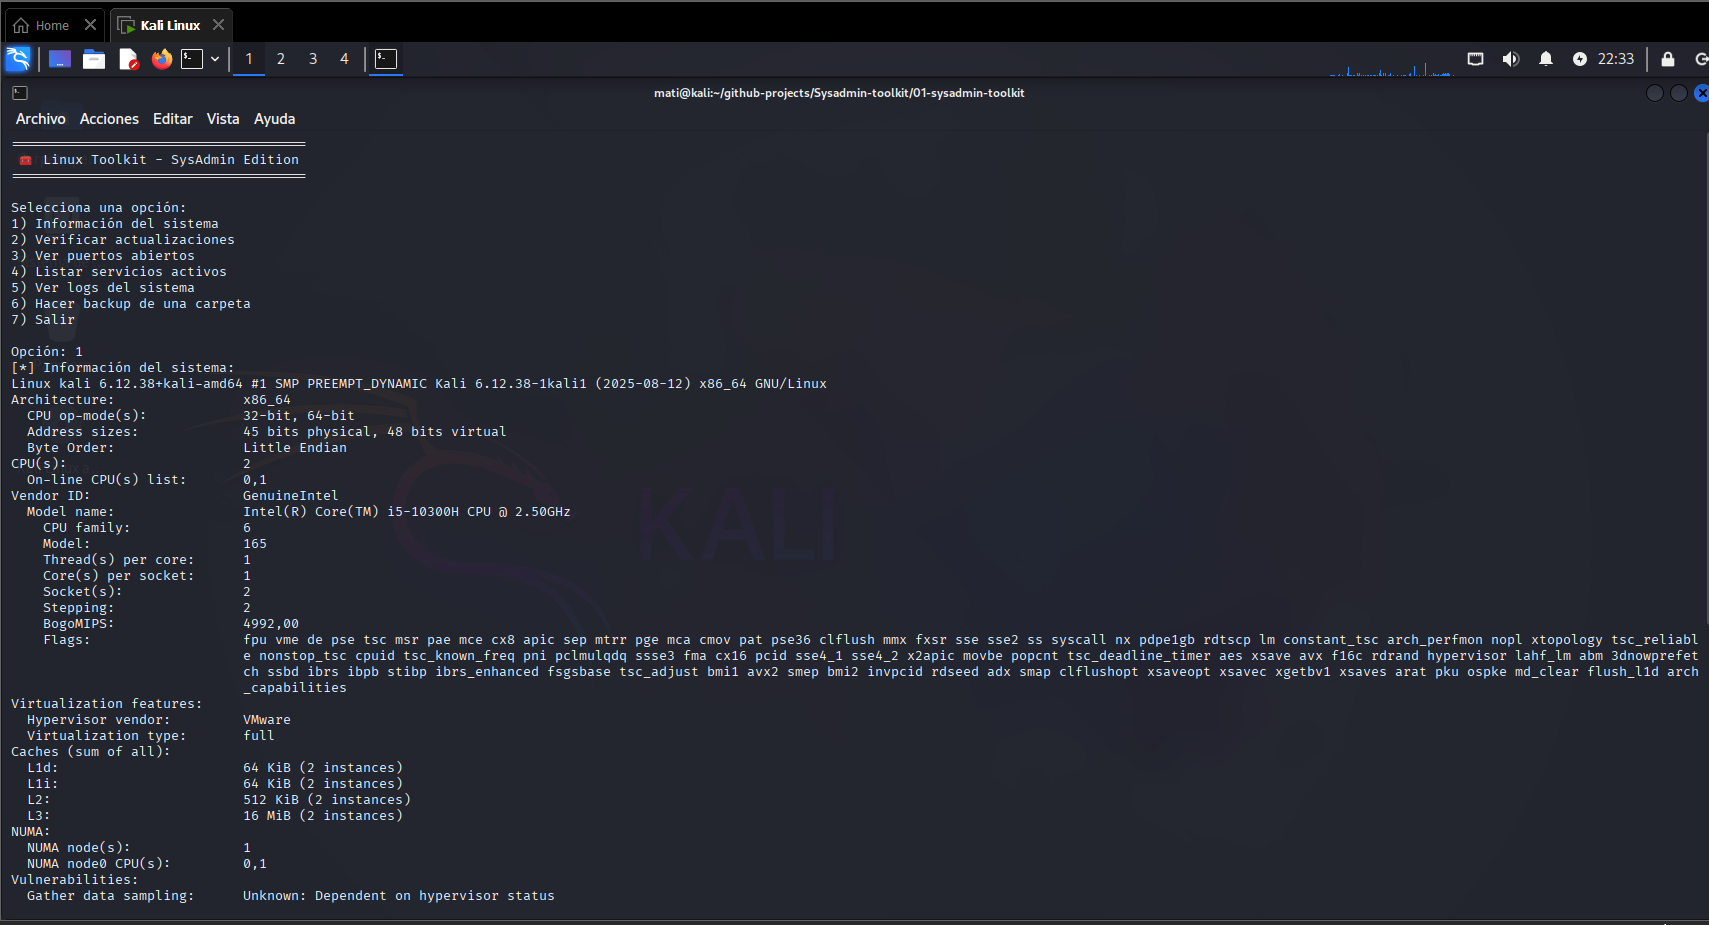 Home
Kali Linux
1 2 3 4
22:33
mati@kali:~/github-projects/Sysadmin-toolkit/01-sysadmin-toolkit
Archivo Acciones Editar Vista Ayuda
Linux Toolkit - SysAdmin Edition
Selecciona una opción:
1) Información del sistema
2) Verificar actualizaciones
3) Ver puertos abiertos
4) Listar servicios activos
5) Ver logs del sistema
6) Hacer backup de una carpeta
7) Salir
Opción: 1
[*] Información del sistema:
Linux kali 6.12.38+kali-amd64 #1 SMP PREEMPT_DYNAMIC Kali 6.12.38-1kali1 (2025-08-12) x86_64 GNU/Linux
Architecture: x86_64
CPU op-mode(s): 32-bit, 64-bit
Address sizes: 45 bits physical, 48 bits virtual
Byte Order: Little Endian
CPU(s): 2
On-line CPU(s) list: 0,1
Vendor ID: GenuineIntel
Model name: Intel(R) Core(TM) i5-10300H CPU @ 2.50GHz
CPU family: 6
Model: 165
Thread(s) per core: 1
Core(s) per socket: 1
Socket(s): 2
Stepping: 2
BogoMIPS: 4992,00
Flags: fpu vme de pse tsc msr pae mce cx8 apic sep mtrr pge mca cmov pat pse36 clflush mmx fxsr sse sse2 ss syscall nx pdpe1gb rdtscp lm constant_tsc arch_perfmon nopl xtopology tsc_reliabl
e nonstop_tsc cpuid tsc_known_freq pni pclmulqdq ssse3 fma cx16 pcid sse4_1 sse4_2 x2apic movbe popcnt tsc_deadline_timer aes xsave avx f16c rdrand hypervisor lahf_lm abm 3dnowprefet
ch ssbd ibrs ibpb stibp ibrs_enhanced fsgsbase tsc_adjust bmi1 avx2 smep bmi2 invpcid rdseed adx smap clflushopt xsaveopt xsavec xgetbv1 xsaves arat pku ospke md_clear flush_l1d arch
_capabilities
Virtualization features:
Hypervisor vendor: VMware
Virtualization type: full
Caches (sum of all):
L1d: 64 KiB (2 instances)
L1i: 64 KiB (2 instances)
L2: 512 KiB (2 instances)
L3: 16 MiB (2 instances)
NUMA:
NUMA node(s): 1
NUMA node0 CPU(s): 0,1
Vulnerabilities:
Gather data sampling: Unknown: Dependent on hypervisor status
KALI